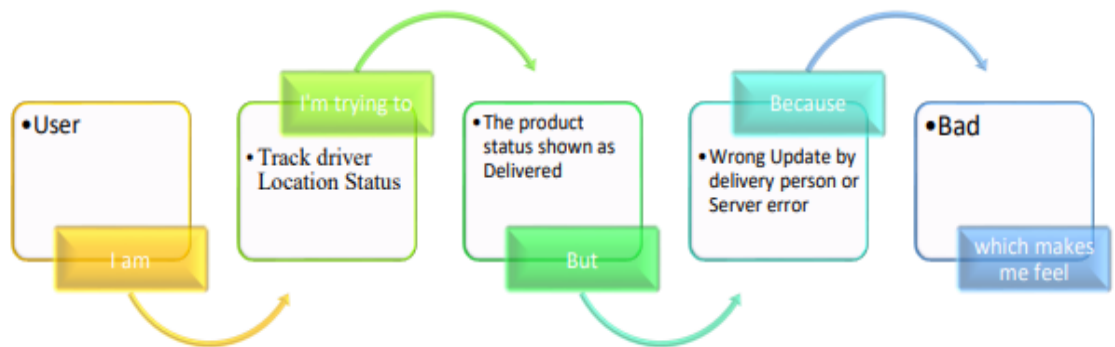 •User
I am
I'm trying to
•Track driver
Location Status
•The product
status shown as
Delivered
But
Because
•Wrong Update by
delivery person or
Server error
•Bad
which makes
me feel